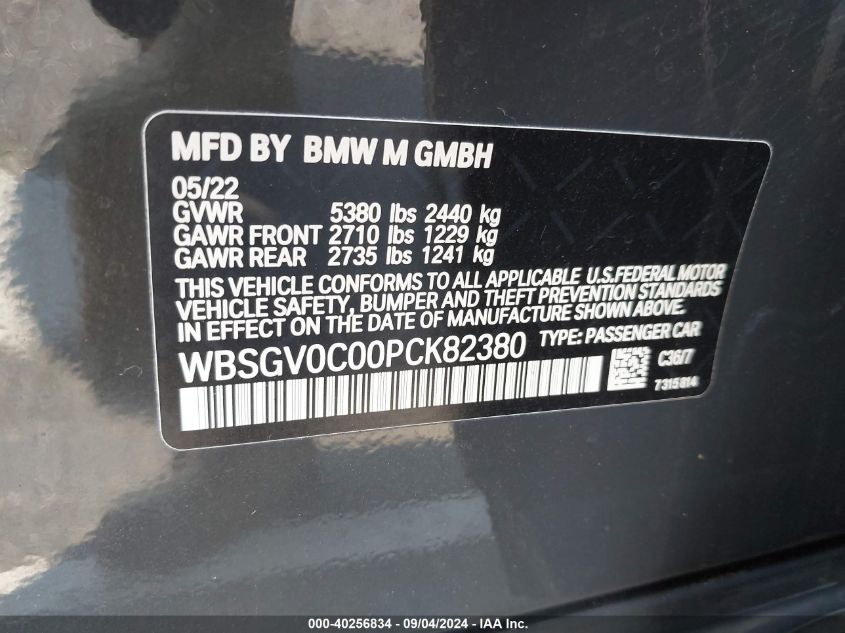 MFD BY BMW M GMBH
05/22
GVWR 5380 lbs 2440 kg
GAWR FRONT 2710 lbs 1229 kg
GAWR REAR 2735 lbs 1241 kg
THIS VEHICLE CONFORMS TO ALL APPLICABLE U.S.FEDERAL MOTOR
VEHICLE SAFETY, BUMPER AND THEFT PREVENTION STANDARDS
IN EFFECT ON THE DATE OF MANUFACTURE SHOWN ABOVE.
WBSGV0C00PCK82380 TYPE: PASSENGER CAR
C36/7
7315814
000-40256834 - 09/04/2024 - IAA Inc.